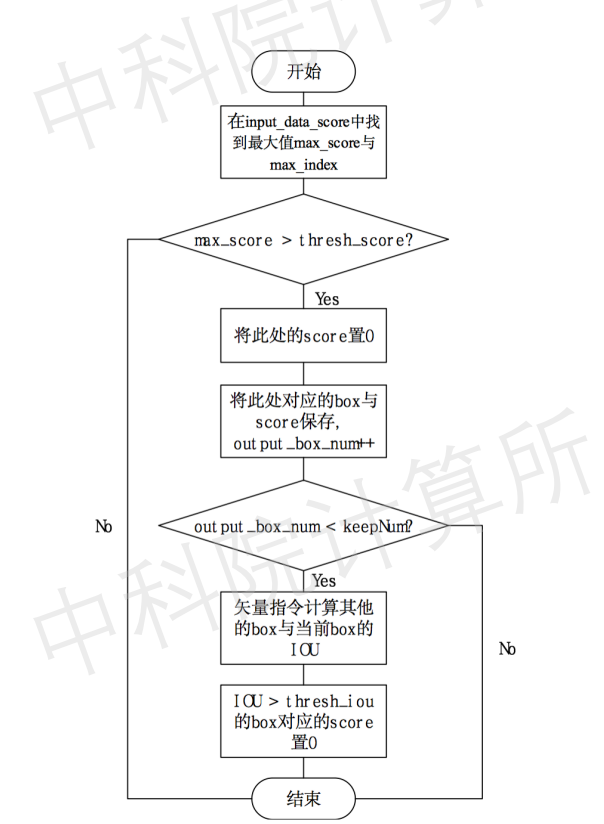 中科院计算所
开始
在input_data_score中找
到最大值max_score与
max_index
max_score > thresh_score?
Yes
将此处的score置0
将此处对应的box与
score保存,
output_box_num++
No
output_box_num < keepNum?
Yes
矢量指令计算其他
的box与当前box的
IOU
No
IOU > thresh_iou
的box对应的score
置0
结束
中科院计算所